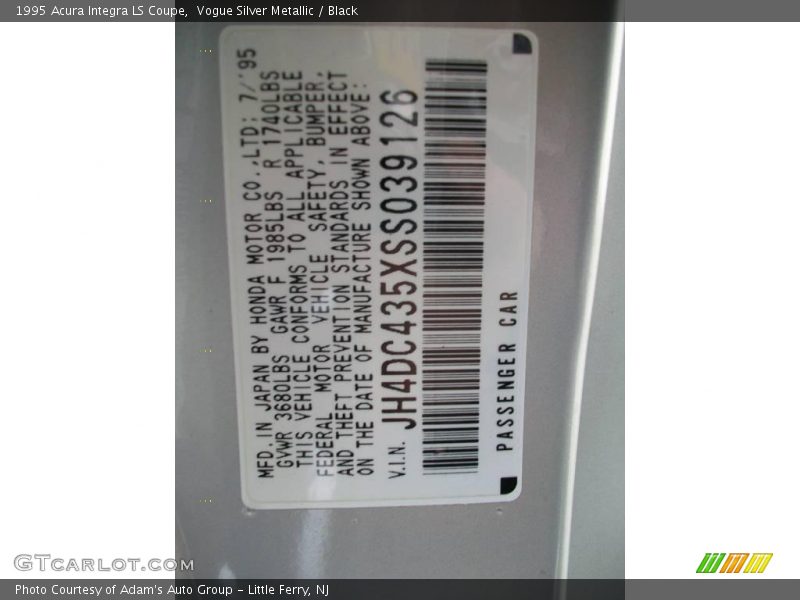 1995 Acura Integra LS Coupe, Vogue Silver Metallic / Black
MFD. IN JAPAN BY HONDA MOTOR CO., LTD; 7/'95
GVWR 3680LBS GAWR F 1985LBS R 1740LBS
THIS VEHICLE CONFORMS TO ALL APPLICABLE
FEDERAL MOTOR VEHICLE SAFETY, BUMPER,
AND THEFT PREVENTION STANDARDS IN EFFECT
ON THE DATE OF MANUFACTURE SHOWN ABOVE:
V.I.N. JH4DC435XSS039126
PASSENGER CAR
GTcarlot.com
Photo Courtesy of Adam's Auto Group - Little Ferry, NJ